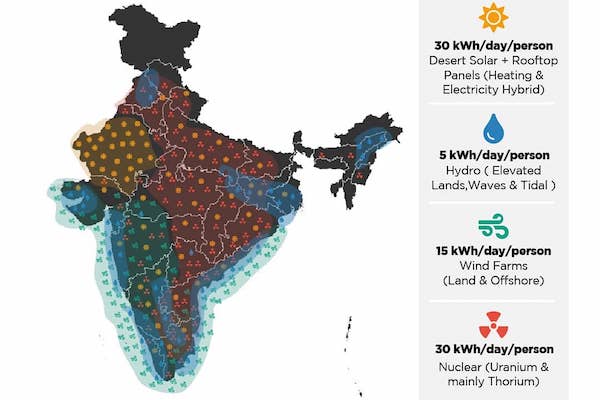 30 kWh/day/person
Desert Solar + Rooftop
Panels (Heating &
Electricity Hybrid)
5 kWh/day/person
Hydro ( Elevated
Lands,Waves & Tidal )
15 kWh/day/person
Wind Farms
(Land & Offshore)
30 kWh/day/person
Nuclear (Uranium &
mainly Thorium)